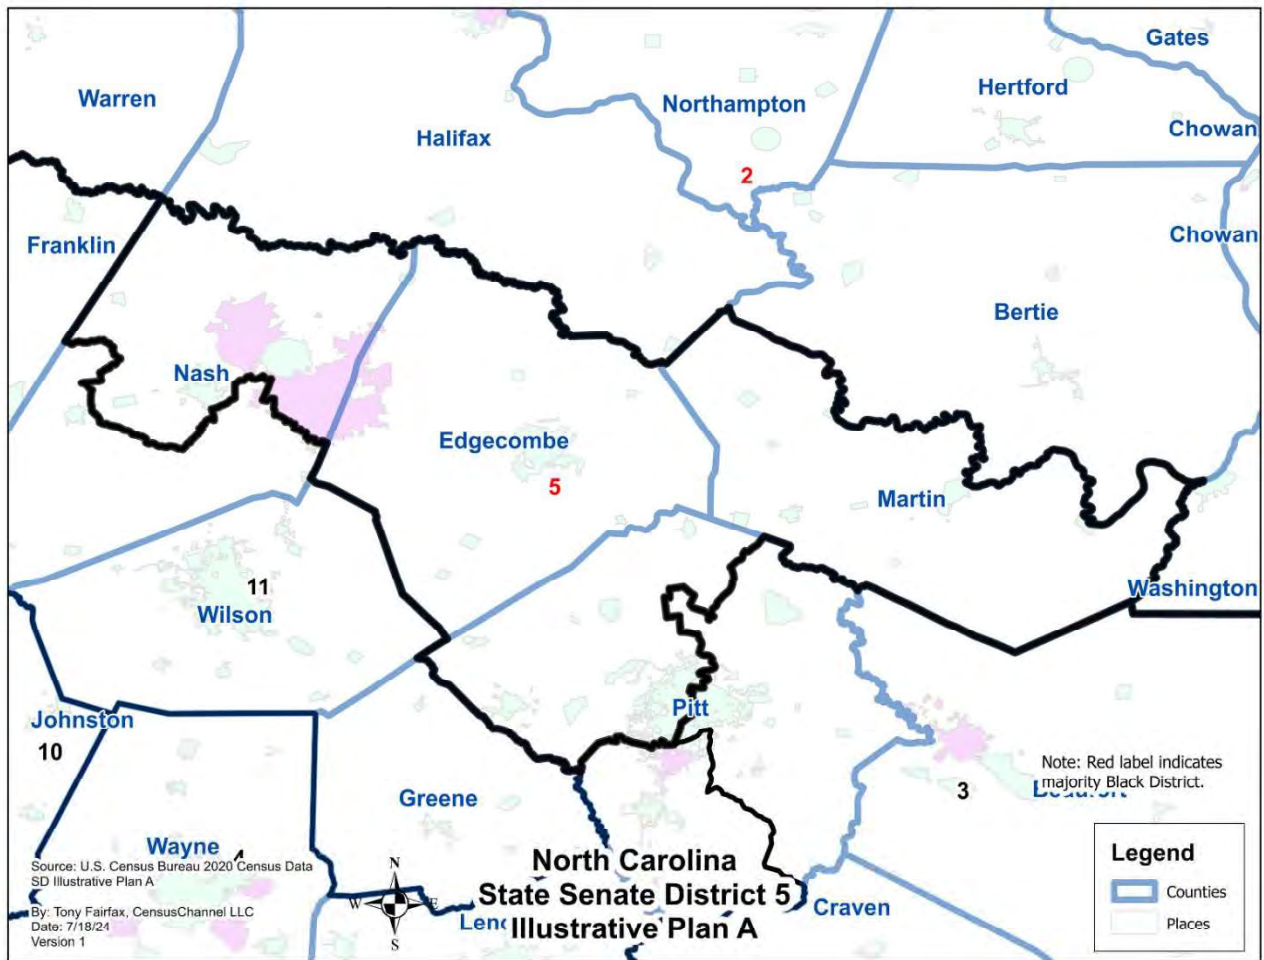 Gates
Warren
Hertford
Northampton
Halifax
Chowan
2
Franklin
Chowan
Bertie
Nash
Edgecombe
5
Martin
11
Wilson
Washington
Pitt
Johnston
10
Note: Red label indicates
majority Black District.
3
Greene
Wayne
4
Legend
Counties
Places
Source: U.S. Census Bureau 2020 Census Data
SD Illustrative Plan A
By: Tony Fairfax, CensusChannel LLC
Date: 7/18/24
Version 1
N
W
E
S
North Carolina
State Senate District 5
Illustrative Plan A
Craven